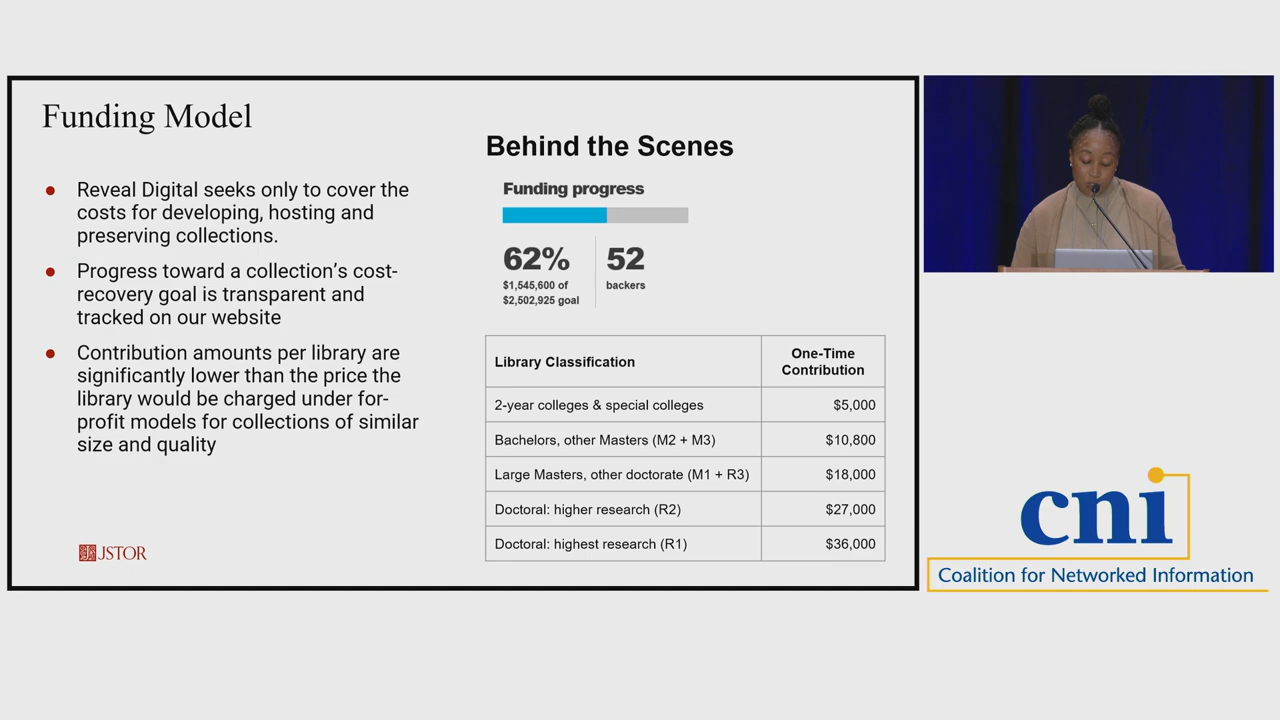 Funding Model
● Reveal Digital seeks only to cover the
costs for developing, hosting and
preserving collections.
● Progress toward a collection’s cost-
recovery goal is transparent and
tracked on our website
● Contribution amounts per library are
significantly lower than the price the
library would be charged under for-
profit models for collections of similar
size and quality
JSTOR
Behind the Scenes
Funding progress
62% 52
$1,545,600 of backers
$2,502,925 goal
Library Classification One-Time
Contribution
2-year colleges & special colleges $5,000
Bachelors, other Masters (M2 + M3) $10,800
Large Masters, other doctorate (M1 + R3) $18,000
Doctoral: higher research (R2) $27,000
Doctoral: highest research (R1) $36,000
cni
Coalition for Networked Information